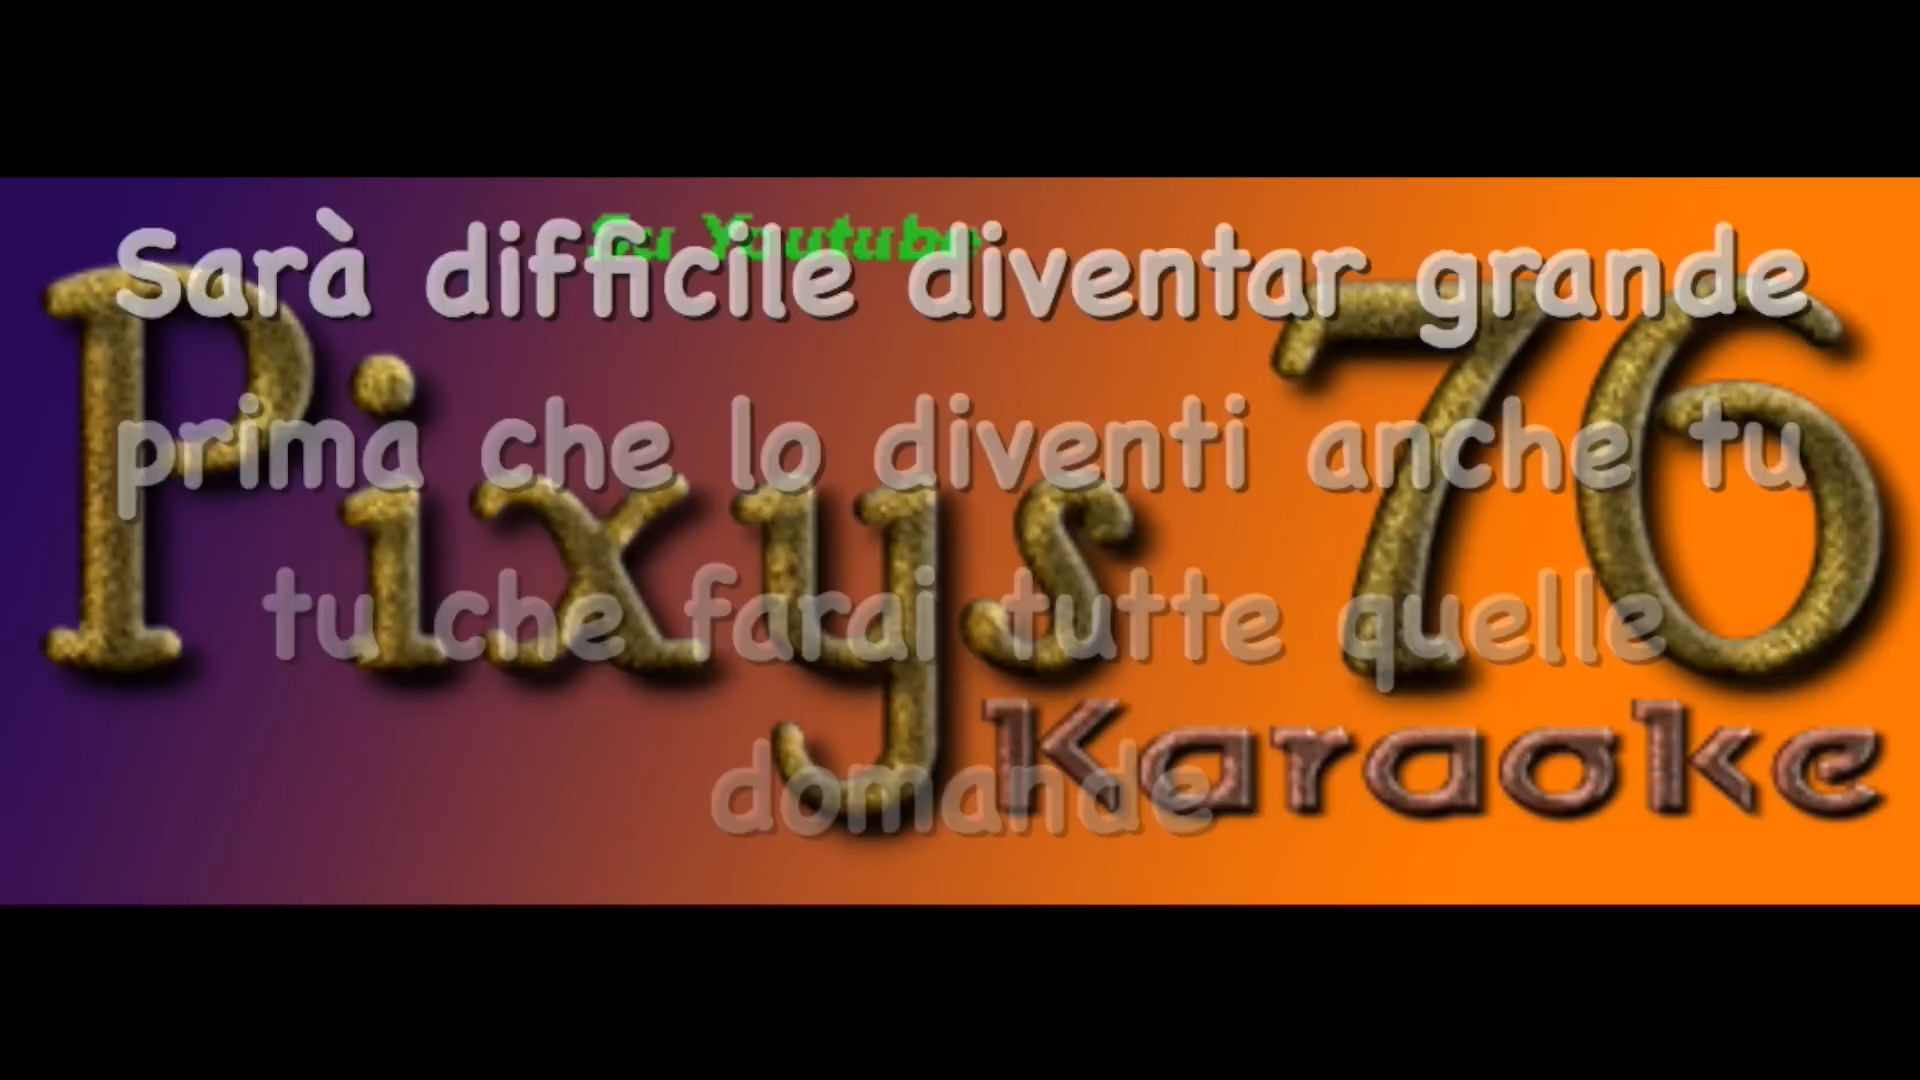 Su Youtube
Sarà difficile diventar grande
prima che lo diventi anche tu
tu che farai tutte quelle
domande
Pixys 76
Karaoke